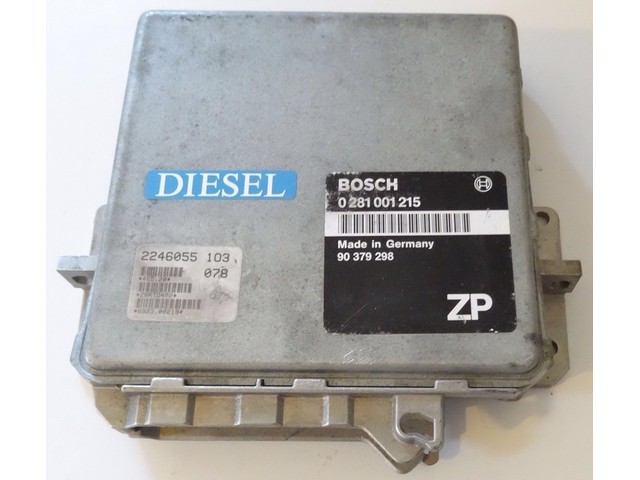 DIESEL
BOSCH
0 281 001 215
Made in Germany
90 379 298
ZP
2246055 103
078